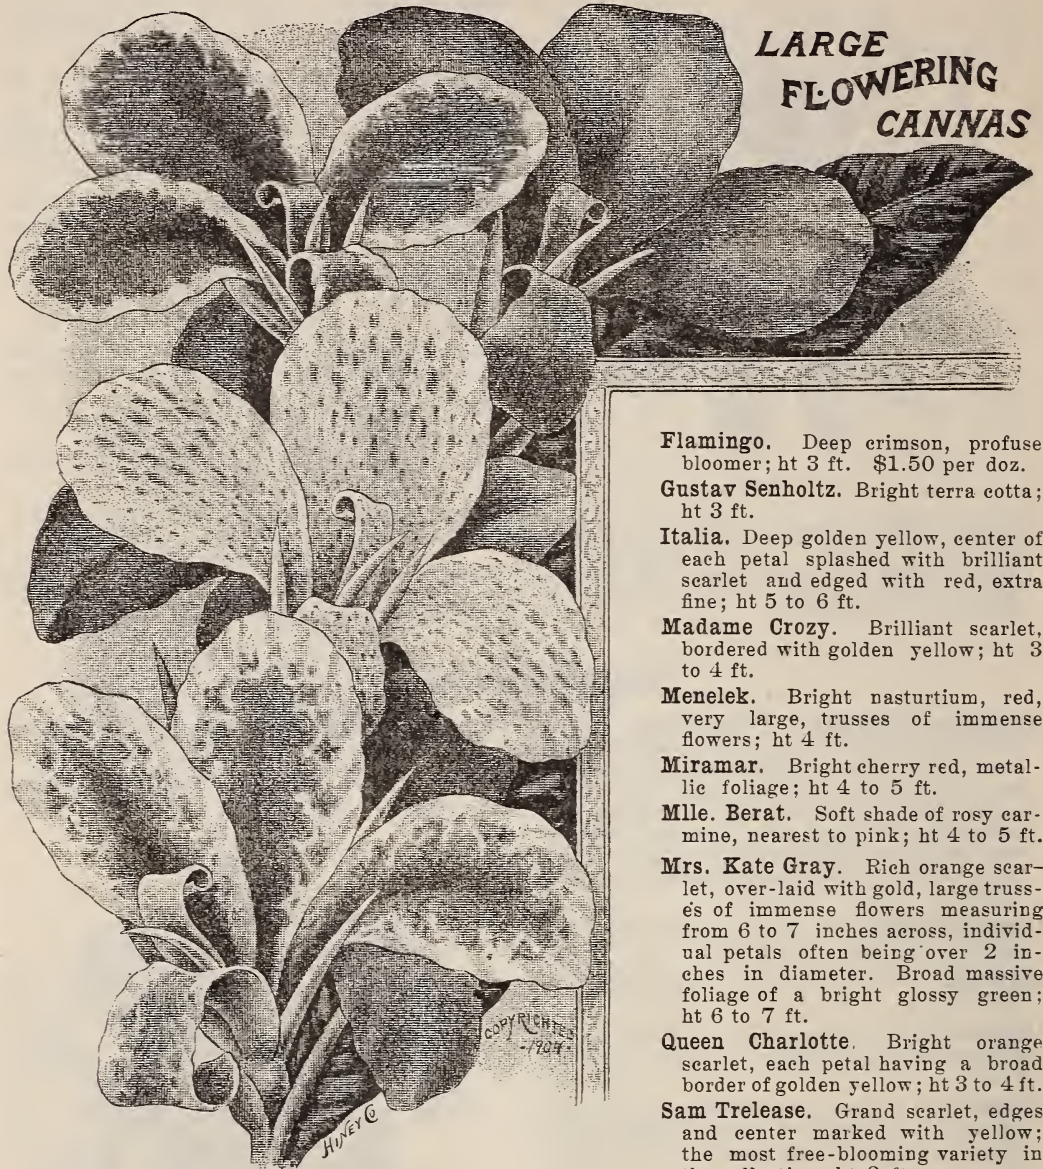 LARGE
FLOWERING
CANNAS
Flamingo. Deep crimson, profuse
bloomer; ht 3 ft. $1.50 per doz.
Gustav Senholtz. Bright terra cotta;
ht 3 ft.
Italia. Deep golden yellow, center of
each petal splashed with brilliant
scarlet and edged with red, extra
fine; ht 5 to 6 ft.
Madame Crozy. Brilliant scarlet,
bordered with golden yellow; ht 3
to 4 ft.
Menelek. Bright nasturtium, red,
very large, trusses of immense
flowers; ht 4 ft.
Miramar. Bright cherry red, metal-
lic foliage; ht 4 to 5 ft.
Mlle. Berat. Soft shade of rosy car-
mine, nearest to pink; ht 4 to 5 ft.
Mrs. Kate Gray. Rich orange scar-
let, over-laid with gold, large truss-
es of immense flowers measuring
from 6 to 7 inches across, individ-
ual petals often being over 2 in-
ches in diameter. Broad massive
foliage of a bright glossy green;
ht 6 to 7 ft.
Queen Charlotte. Bright orange
scarlet, each petal having a broad
border of golden yellow; ht 3 to 4 ft.
Sam Trelease. Grand scarlet, edges
and center marked with yellow;
the most free-blooming variety in
COPYRIGHTED
-1904-
HINEY Co